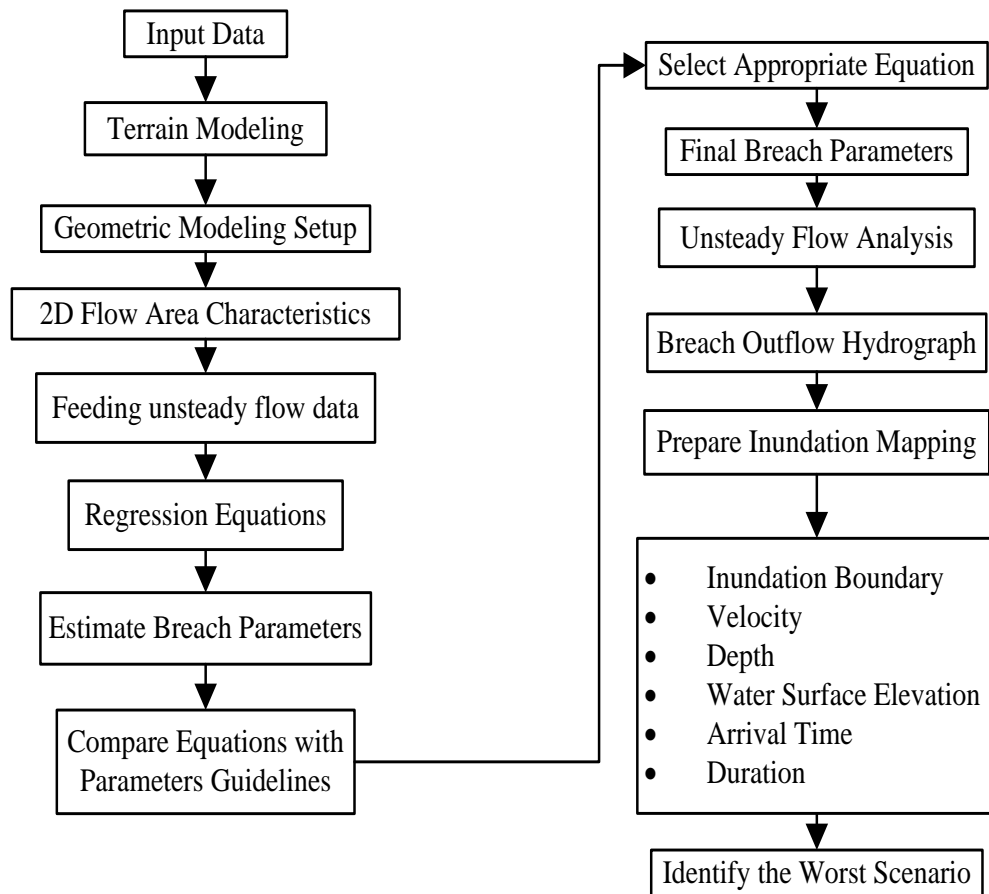 Input Data
Terrain Modeling
Geometric Modeling Setup
2D Flow Area Characteristics
Feeding unsteady flow data
Regression Equations
Estimate Breach Parameters
Compare Equations with
Parameters Guidelines
Select Appropriate Equation
Final Breach Parameters
Unsteady Flow Analysis
Breach Outflow Hydrograph
Prepare Inundation Mapping
• Inundation Boundary
• Velocity
• Depth
• Water Surface Elevation
• Arrival Time
• Duration
Identify the Worst Scenario